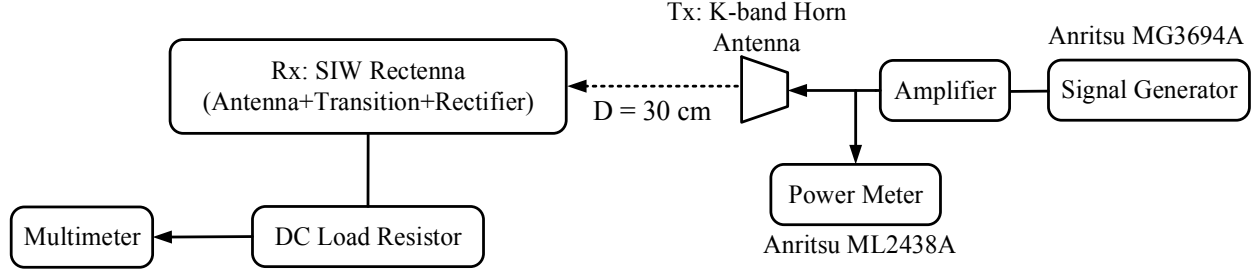 Tx: K-band Horn
Antenna
Anritsu MG3694A
Rx: SIW Rectenna
(Antenna+Transition+Rectifier)
D = 30 cm
Amplifier
Signal Generator
Power Meter
Anritsu ML2438A
Multimeter
DC Load Resistor